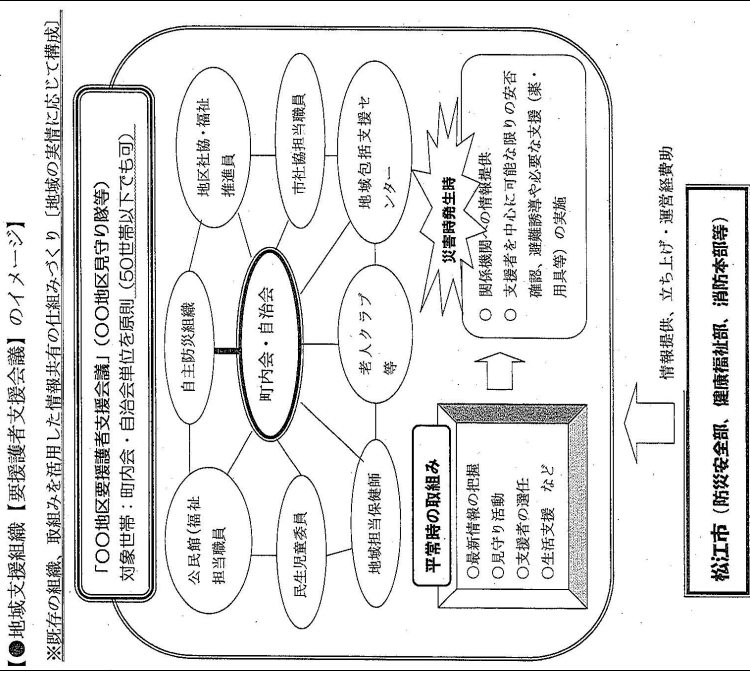 【●地域支援組織【要援護者支援会議】のイメージ】
※既存の組織、取組みを活用した情報共有の仕組みづくり〔地域の実情に応じて構成〕
「〇〇地区要援護者支援会議」（〇〇地区見守り隊等）
対象世帯：町内会・自治会単位を原則（50世帯以下でも可）
自主防災組織
公民館(福祉
担当職員
地区社協・福祉
推進員
民生児童委員
町内会・自治会
市社協担当職員
地域担当保健師
老人クラブ
等
地域包括支援セ
ンター
平常時の取組み
○最新情報の把握
○見守り活動
○支援者の選任
○生活支援　など
災害時発生時
○　関係機関への情報提供
○　支援者を中心に可能な限りの安否
確認、避難誘導や必要な支援（薬・
用具等）の実施
情報提供、立ち上げ・運営経費助
松江市（防災安全部、健康福祉部、消防本部等）